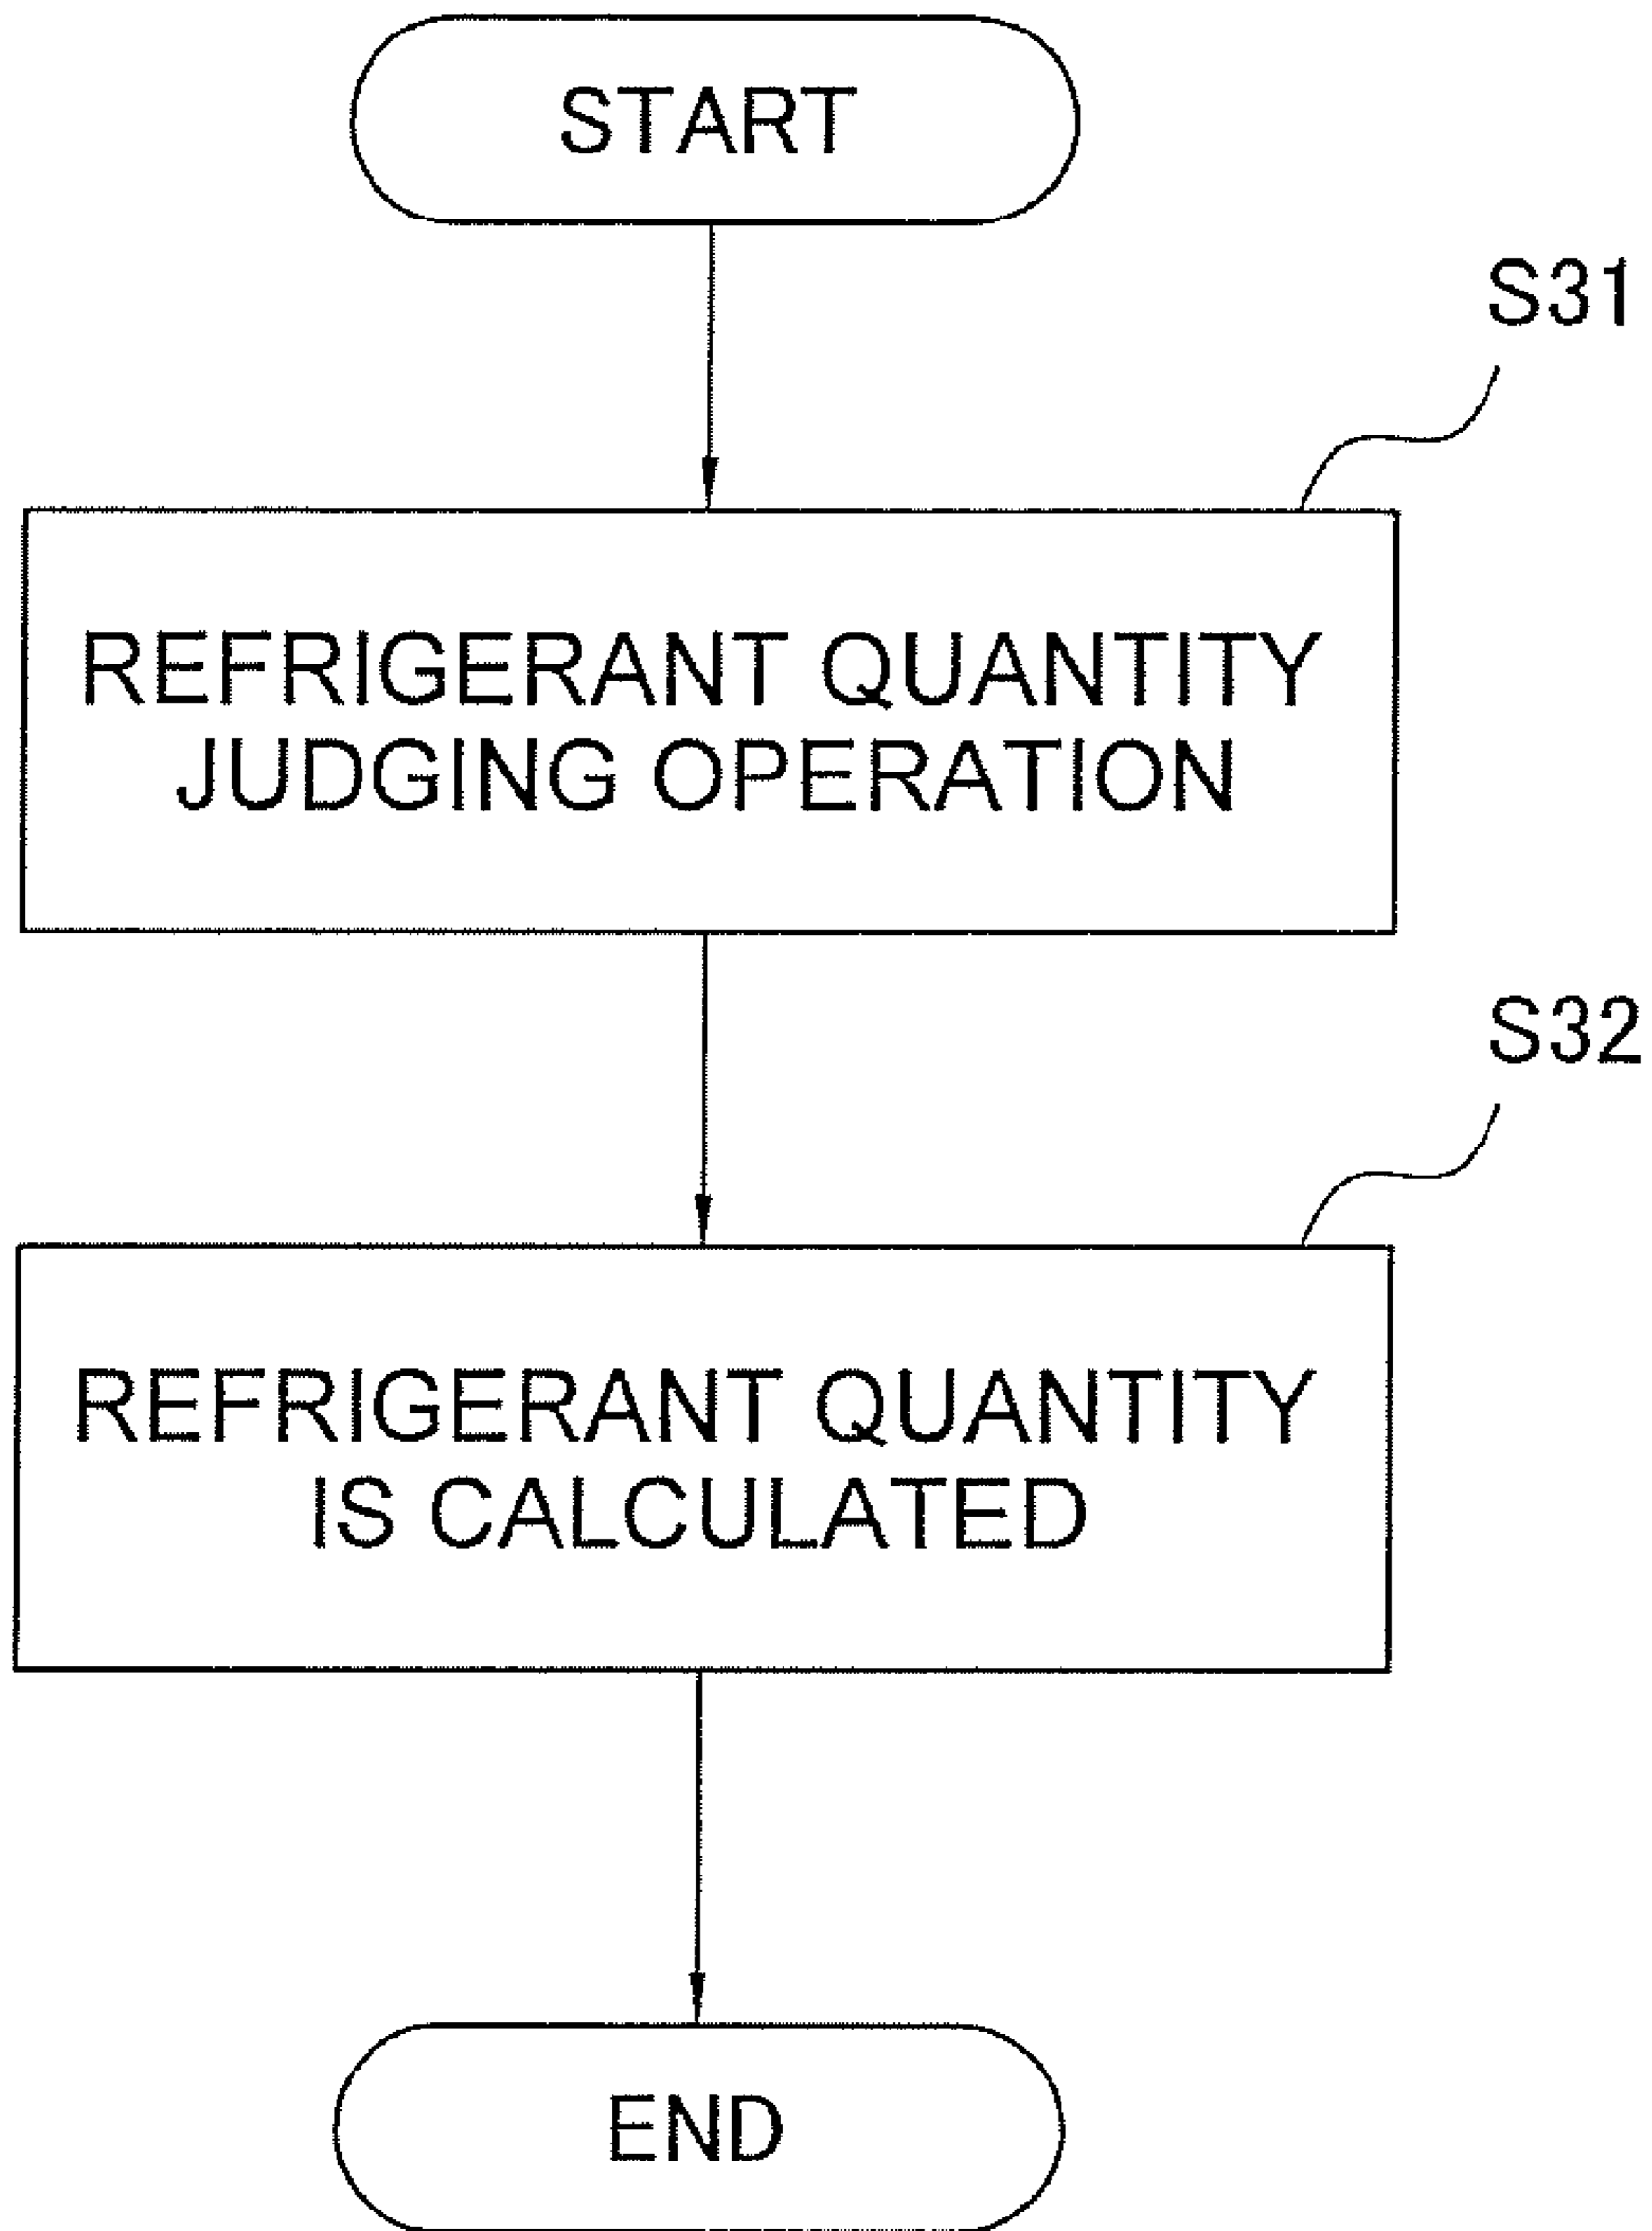 START
S31
REFRIGERANT QUANTITY
JUDGING OPERATION
S32
REFRIGERANT QUANTITY
IS CALCULATED
END